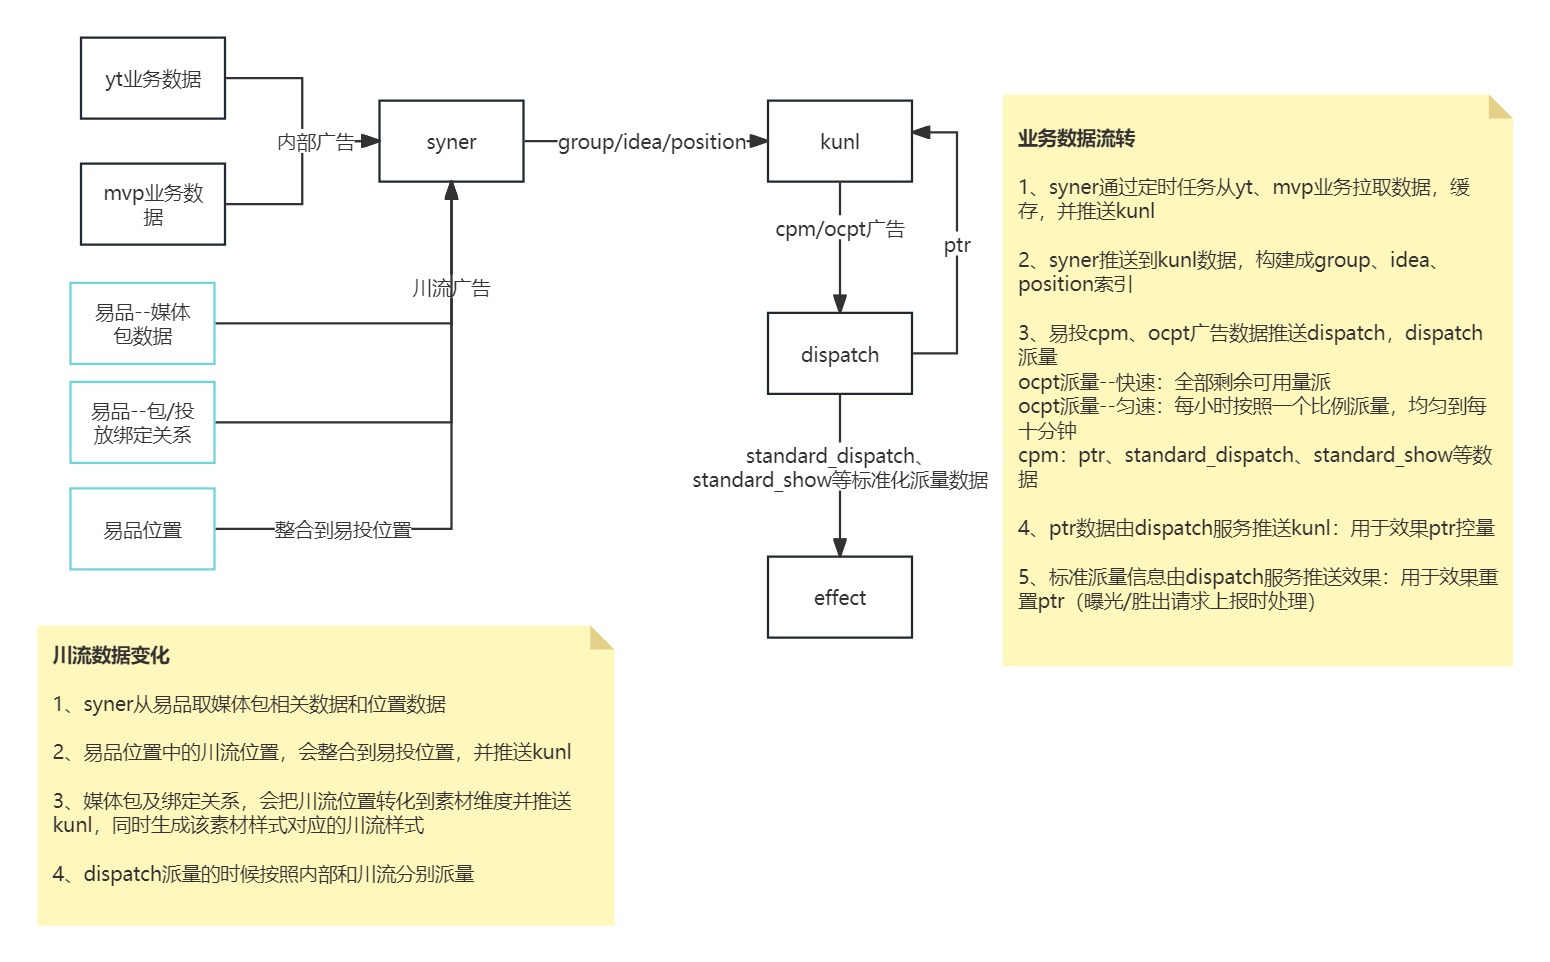 yt业务数据
mvp业务数
据
内部广告
syner
group/idea/position
kunl
易品--媒体
包数据
易品--包/投
放绑定关系
易品位置
整合到易投位置
川流广告
cpm/ocpt广告
ptr
dispatch
standard_dispatch、
standard_show等标准化派量数据
effect
业务数据流转
1、syner通过定时任务从yt、mvp业务拉取数据，缓
存，并推送kunl
2、syner推送到kunl数据，构建成group、idea、
position索引
3、易投cpm、ocpt广告数据推送dispatch，dispatch
派量
ocpt派量--快速：全部剩余可用量派
ocpt派量--匀速：每小时按照一个比例派量，均匀到每
十分钟
cpm：ptr、standard_dispatch、standard_show等数
据
4、ptr数据由dispatch服务推送kunl：用于效果ptr控量
5、标准派量信息由dispatch服务推送效果：用于效果重
置ptr（曝光/胜出请求上报时处理）
川流数据变化
1、syner从易品取媒体包相关数据和位置数据
2、易品位置中的川流位置，会整合到易投位置，并推送kunl
3、媒体包及绑定关系，会把川流位置转化到素材维度并推送
kunl，同时生成该素材样式对应的川流样式
4、dispatch派量的时候按照内部和川流分别派量